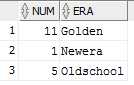 NUM ERA
1 11 Golden
2 1 Newera
3 5 Oldschool